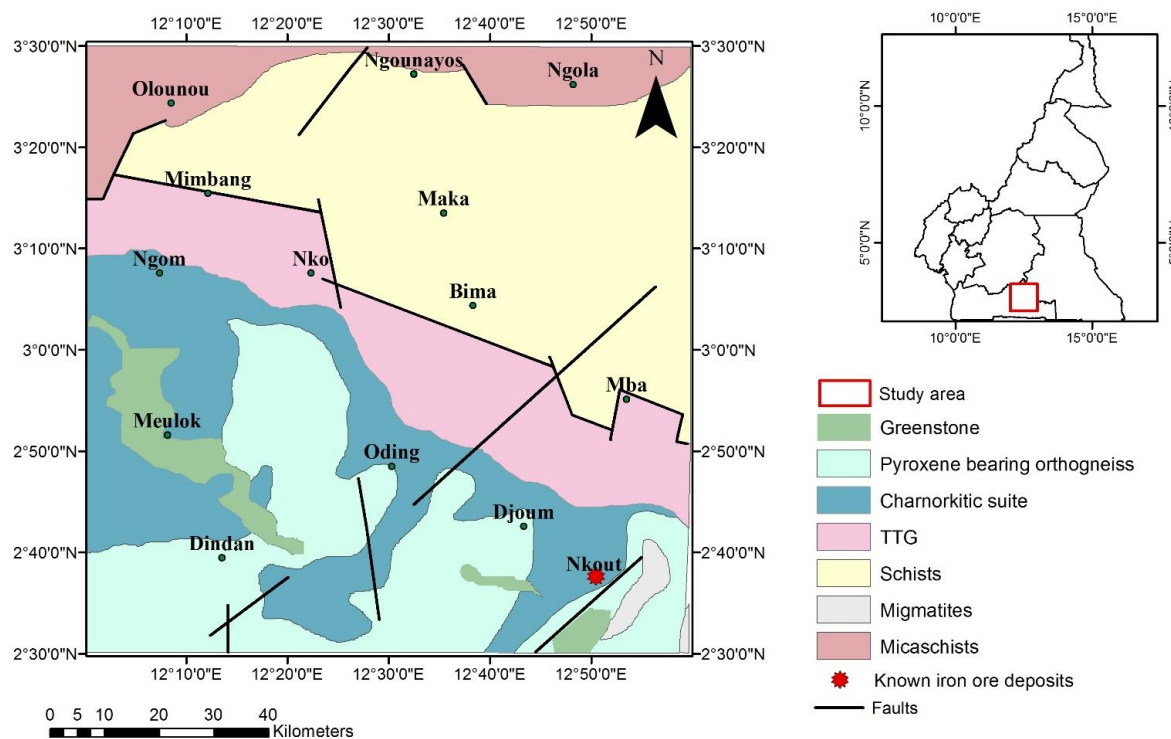 12°10'0"E 12°20'0"E 12°30'0"E 12°40'0"E 12°50'0"E
3°30'0"N 3°30'0"N
Ngounayos
N
Ngola
Olounou
3°20'0"N 3°20'0"N
Mimbang
Maka
3°10'0"N 3°10'0"N
Ngom
Nko
Bima
3°0'0"N 3°0'0"N
Mba
Meulok
2°50'0"N 2°50'0"N
Oding
Djoum
2°40'0"N 2°40'0"N
Dindan
Nkout
2°30'0"N 2°30'0"N
12°10'0"E 12°20'0"E 12°30'0"E 12°40'0"E 12°50'0"E
0 5 10 20 30 40
Kilometers
10°0'0"E 15°0'0"E
10°0'0"N
5°0'0"N
10°0'0"E 15°0'0"E
Study area
Greenstone
Pyroxene bearing orthogneiss
Charnorkitic suite
TTG
Schists
Migmatites
Micaschists
Known iron ore deposits
Faults